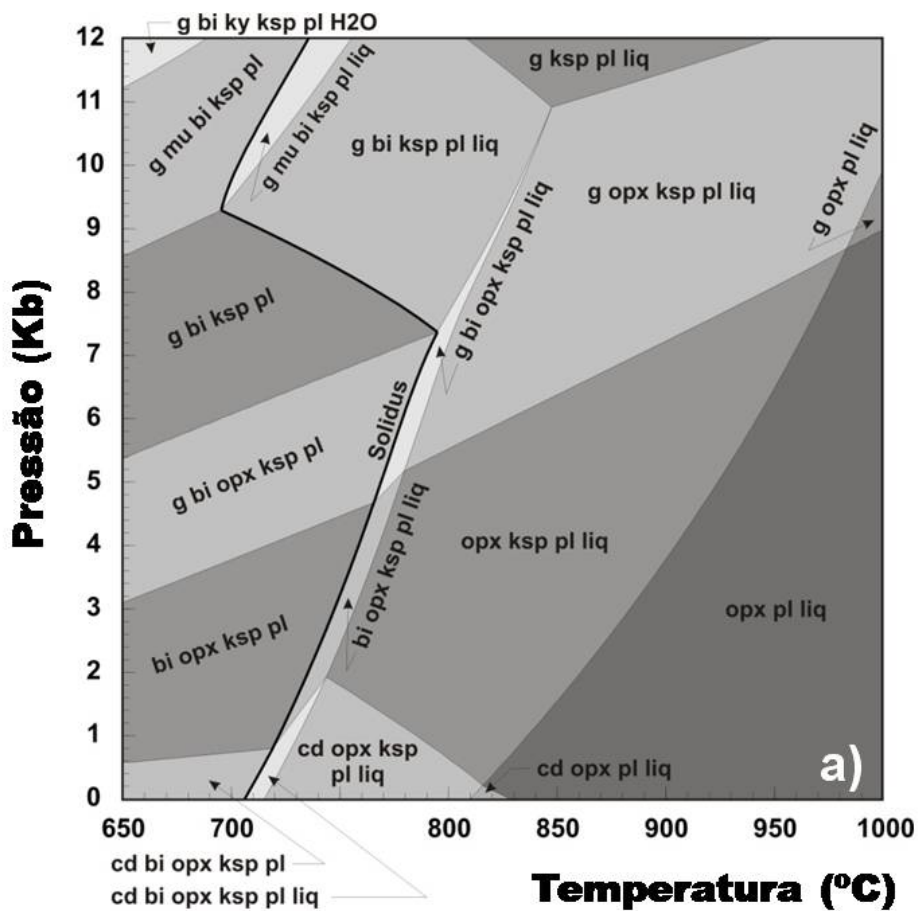 g bi ky ksp pl H2O
12
11
10
9
8
7
6
5
4
3
2
1
0
Pressão (Kb)
g mu bi ksp pl
g mu bi ksp pl liq
g bi ksp pl liq
g ksp pl liq
g opx ksp pl liq
g opx pl liq
g bi opx ksp pl liq
g bi ksp pl
Solidus
g bi opx ksp pl
bi opx ksp pl
bi opx ksp pl liq
opx ksp pl liq
opx pl liq
cd opx ksp
pl liq
cd opx pl liq
a)
650
700
800
850
900
950
1000
cd bi opx ksp pl
cd bi opx ksp pl liq
Temperatura (ºC)